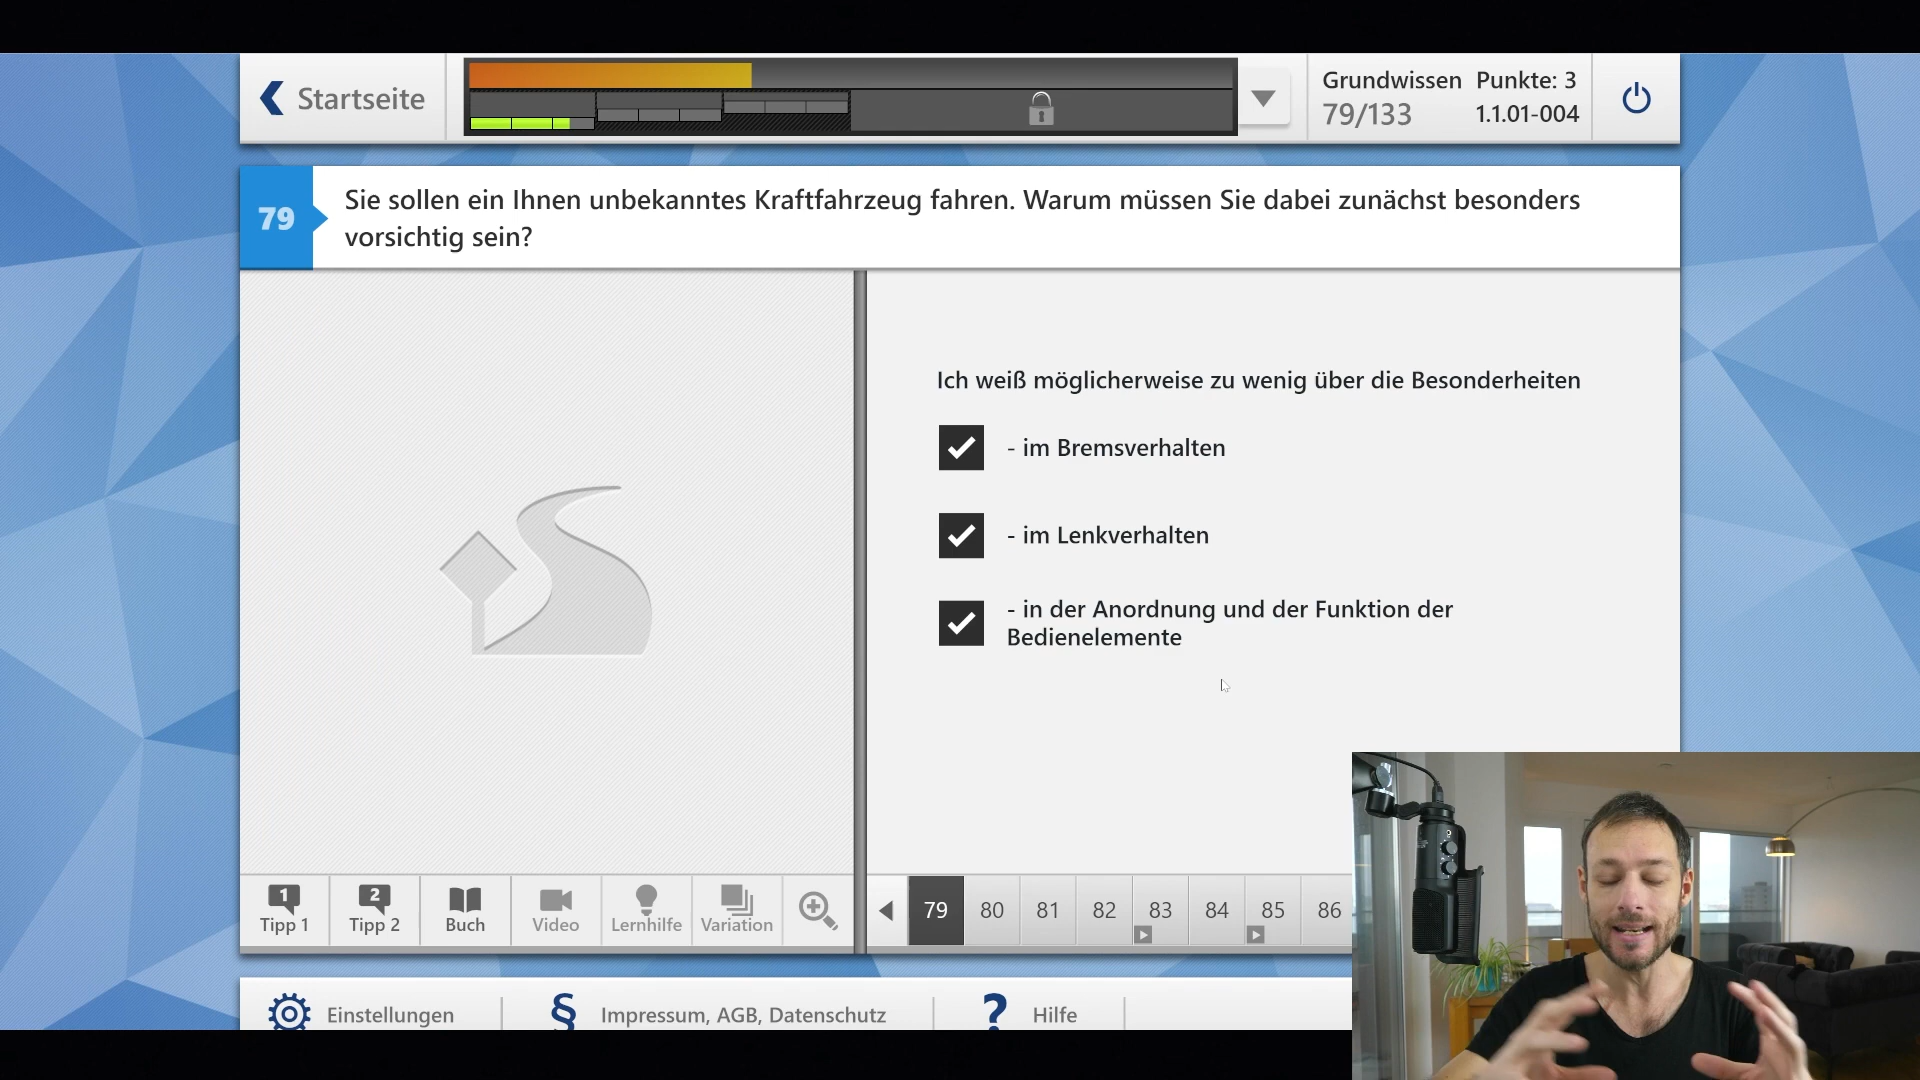 Startseite
Grundwissen Punkte: 3
79/133 1.1.01-004
79
Sie sollen ein Ihnen unbekanntes Kraftfahrzeug fahren. Warum müssen Sie dabei zunächst besonders
vorsichtig sein?
Ich weiß möglicherweise zu wenig über die Besonderheiten
- im Bremsverhalten
- im Lenkverhalten
- in der Anordnung und der Funktion der
Bedienelemente
1 2
Tipp 1 Tipp 2 Buch Video Lernhilfe Variation
79 80 81 82 83 84 85 86
§ ?
Einstellungen Impressum, AGB, Datenschutz Hilfe